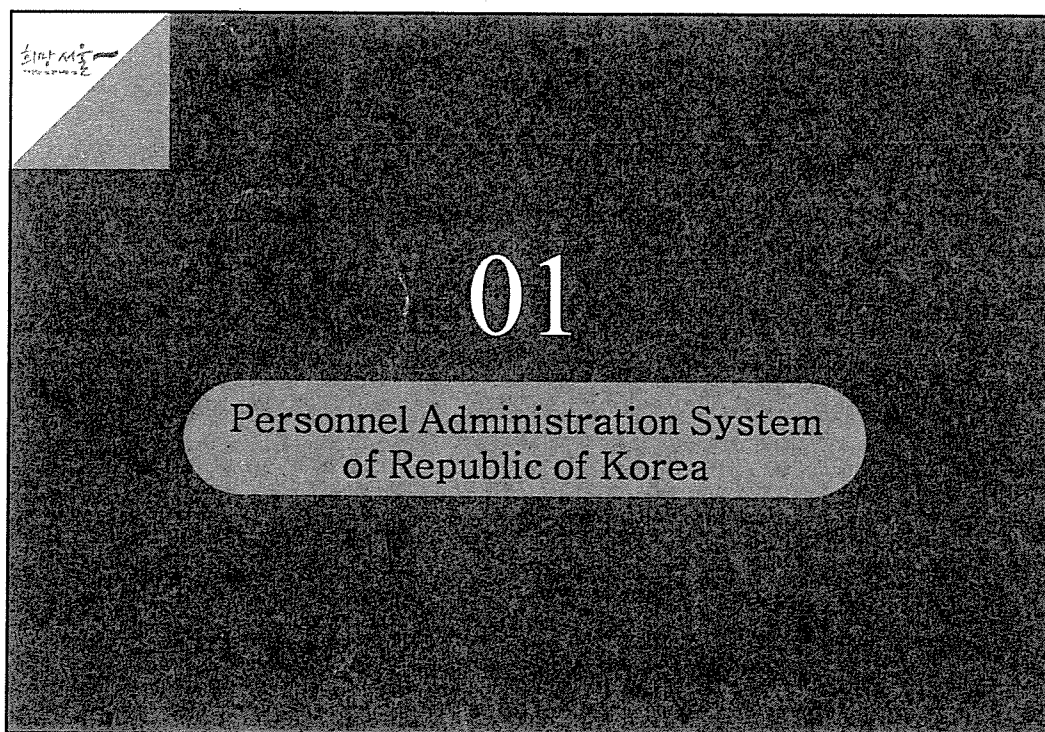 희망서울
01
Personnel Administration System
of Republic of Korea